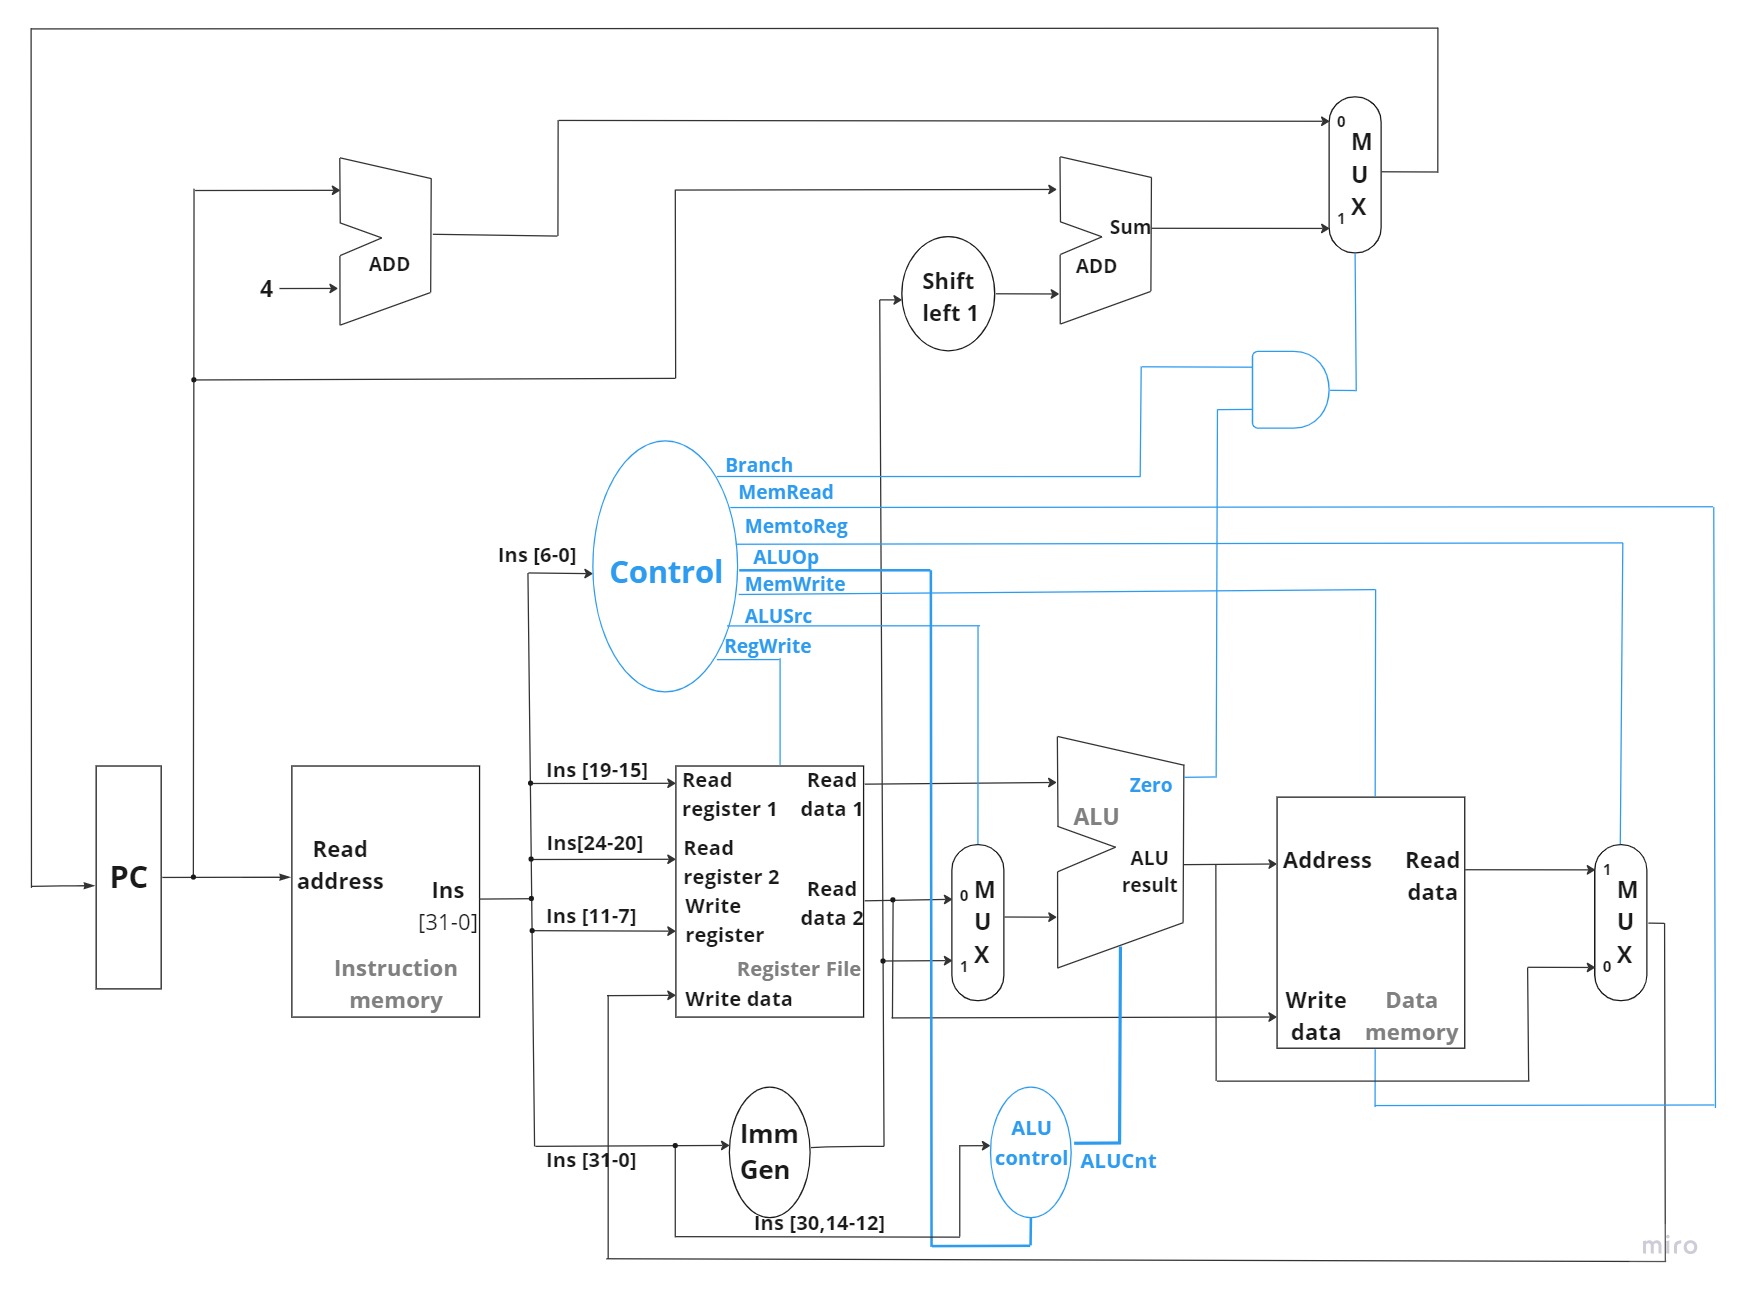 0
M
U
X
1
ADD
4
Sum
ADD
Shift
left 1
Branch
MemRead
MemtoReg
ALUOp
MemWrite
ALUSrc
RegWrite
Control
Ins [6-0]
PC
Read
address
Ins
[31-0]
Instruction
memory
Ins [19-15]
Ins[24-20]
Ins [11-7]
Ins [31-0]
Read
register 1
Read
register 2
Write
register
Write data
Read
data 1
Read
data 2
Register File
0 M
U
1 X
Zero
ALU
ALU
result
Address
Read
data
Write
data
Data
memory
1
M
U
X
0
Imm
Gen
Ins [30,14-12]
ALU
control
ALUCnt
miro